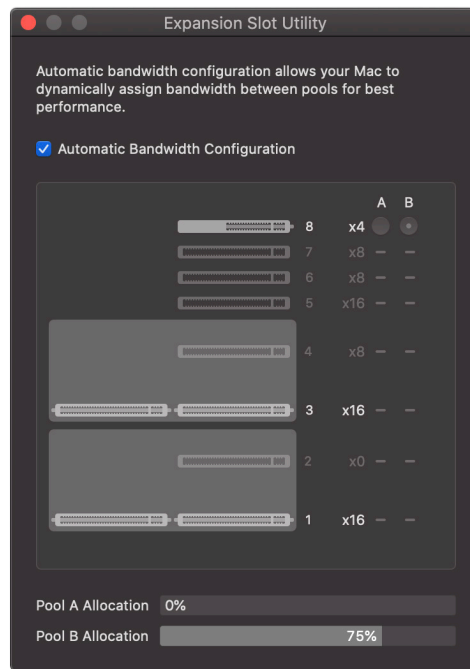 Expansion Slot Utility
Automatic bandwidth configuration allows your Mac to
dynamically assign bandwidth between pools for best
performance.
Automatic Bandwidth Configuration
A B
8 x4
7 x8 – –
6 x8 – –
5 x16 – –
4 x8 – –
3 x16 – –
2 x0 – –
1 x16 – –
Pool A Allocation 0%
Pool B Allocation 75%